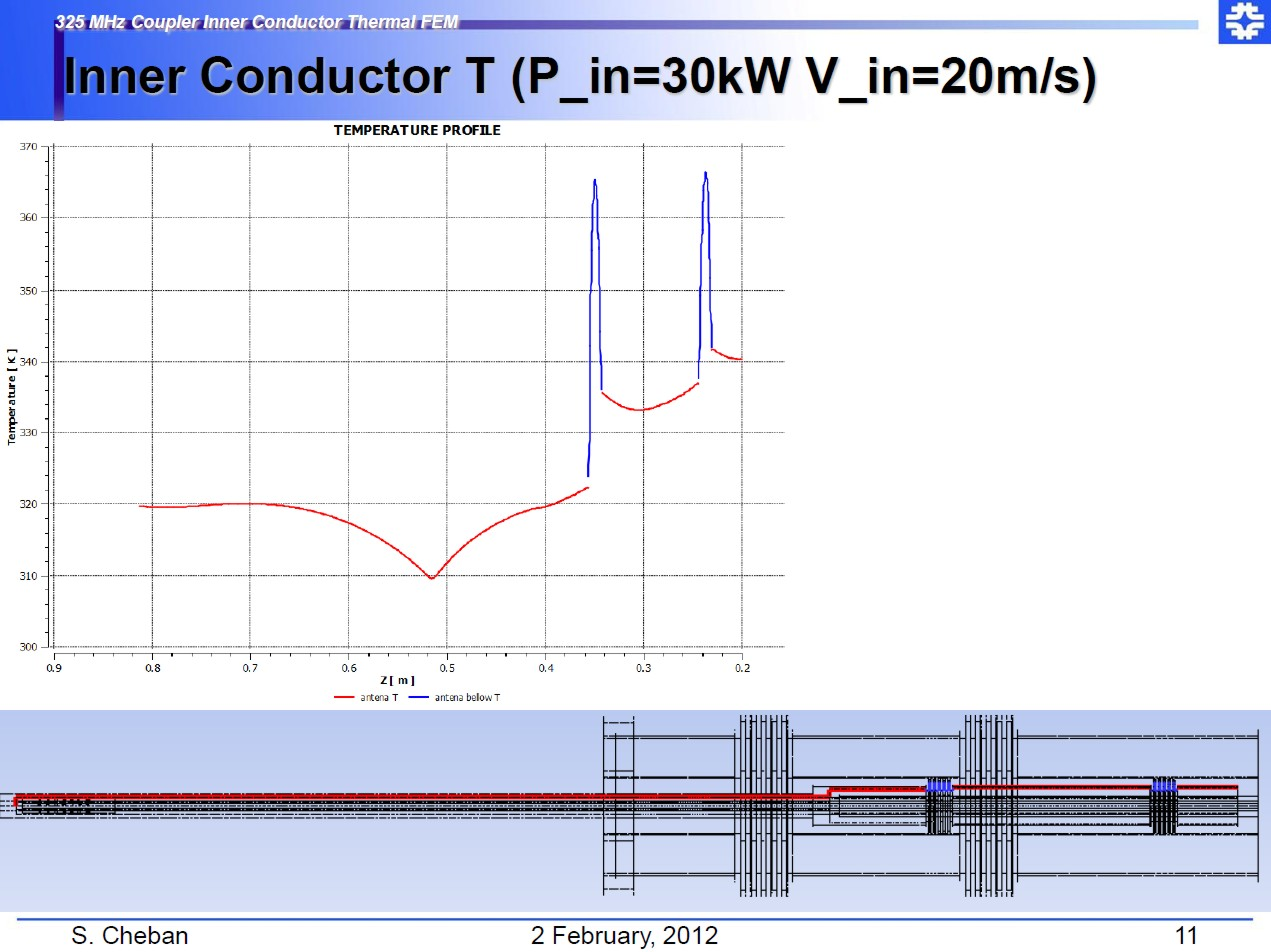 325 MHz Coupler Inner Conductor Thermal FEM
Inner Conductor T (P_in=30kW V_in=20m/s)
TEMPERATURE PROFILE
370
360
350
340
330
320
310
300
Temperature [ K ]
0.9 0.8 0.7 0.6 0.5 0.4 0.3 0.2
Z [ m ]
antena T antena below T
S. Cheban 2 February, 2012 11